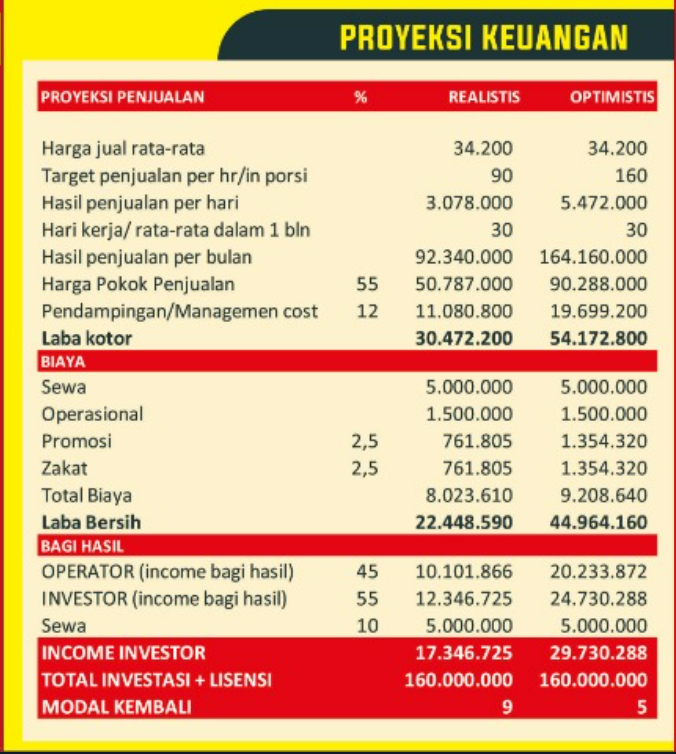 PROYEKSI KEUANGAN
PROYEKSI PENJUALAN % REALISTIS OPTIMISTIS
Harga jual rata-rata 34.200 34.200
Target penjualan per hr/in porsi 90 160
Hasil penjualan per hari 3.078.000 5.472.000
Hari kerja/ rata-rata dalam 1 bln 30 30
Hasil penjualan per bulan 92.340.000 164.160.000
Harga Pokok Penjualan 55 50.787.000 90.288.000
Pendampingan/Managemen cost 12 11.080.800 19.699.200
Laba kotor 30.472.200 54.172.800
BIAYA
Sewa 5.000.000 5.000.000
Operasional 1.500.000 1.500.000
Promosi 2,5 761.805 1.354.320
Zakat 2,5 761.805 1.354.320
Total Biaya 8.023.610 9.208.640
Laba Bersih 22.448.590 44.964.160
BAGI HASIL
OPERATOR (income bagi hasil) 45 10.101.866 20.233.872
INVESTOR (income bagi hasil) 55 12.346.725 24.730.288
Sewa 10 5.000.000 5.000.000
INCOME INVESTOR 17.346.725 29.730.288
TOTAL INVESTASI + LISENSI 160.000.000 160.000.000
MODAL KEMBALI 9 5